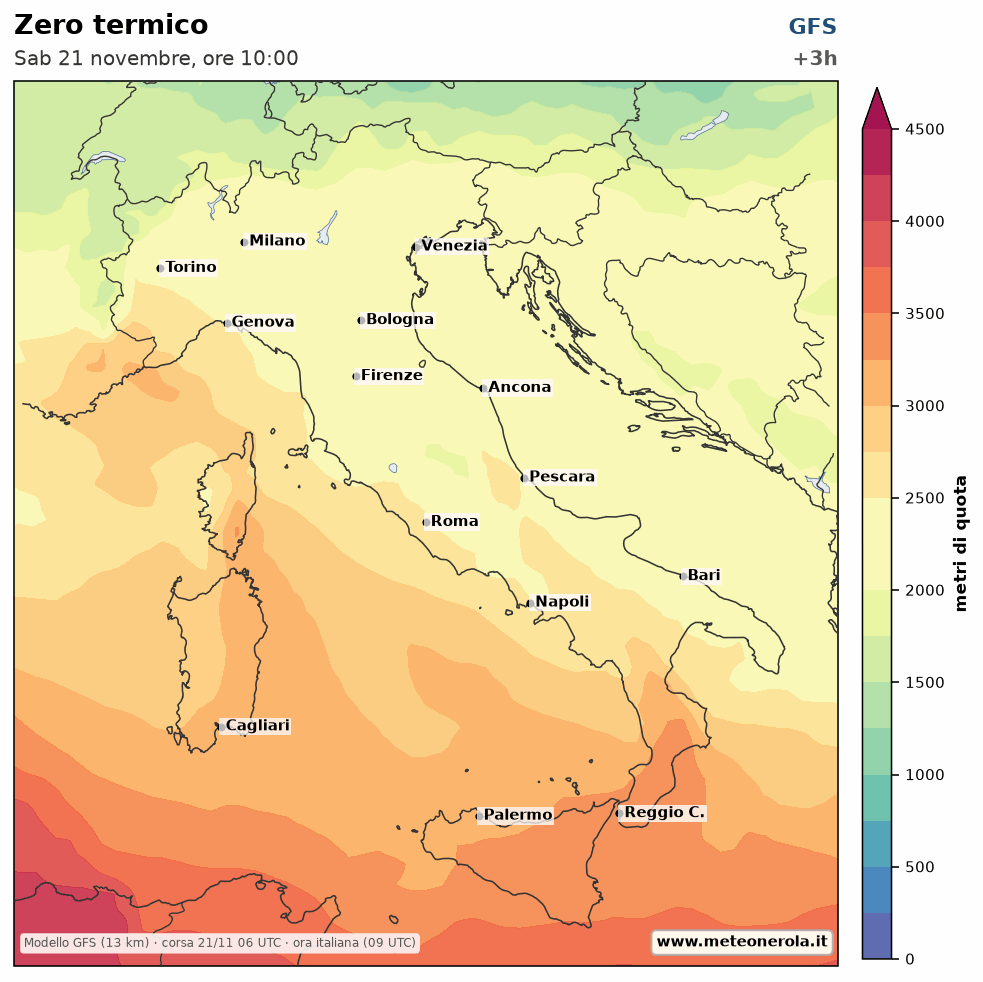 Zero termico
GFS
Sab 21 novembre, ore 10:00
+3h
Milano
Venezia
Torino
Genova
Bologna
Firenze
Ancona
Pescara
Roma
Bari
Napoli
Cagliari
Palermo
Reggio C.
4500
4000
3500
3000
2500
2000
1500
1000
500
0
metri di quota
Modello GFS (13 km) · corsa 21/11 06 UTC · ora italiana (09 UTC)
www.meteonerola.it